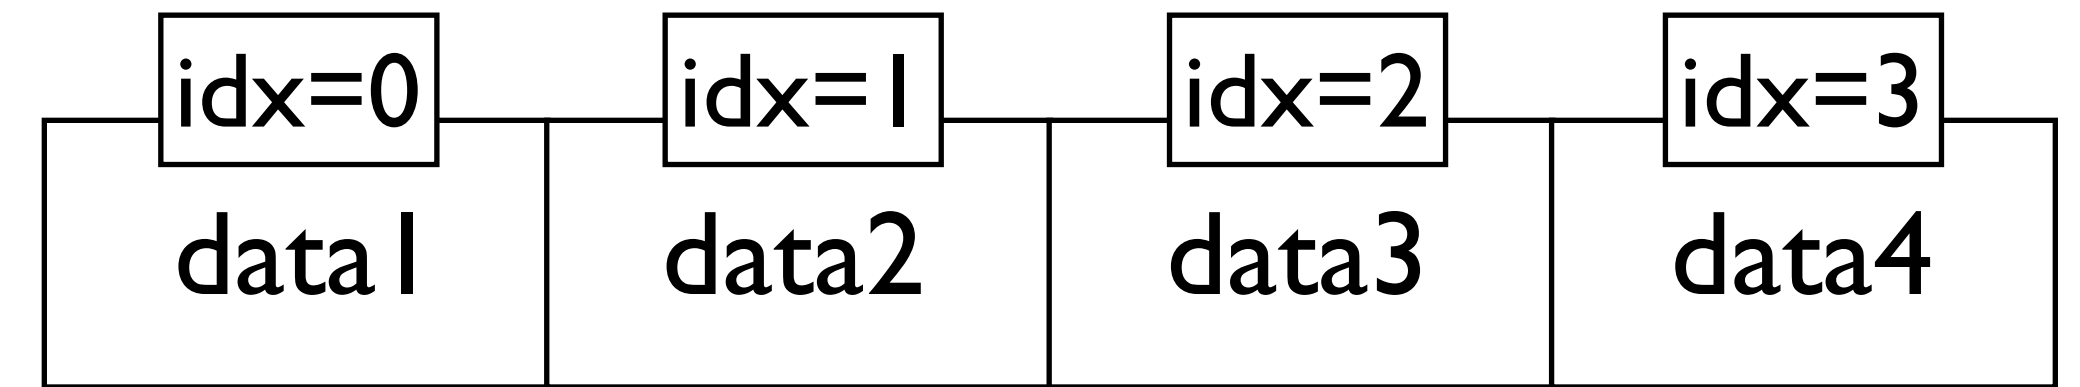 idx=0 idx=1 idx=2 idx=3
data1 data2 data3 data4